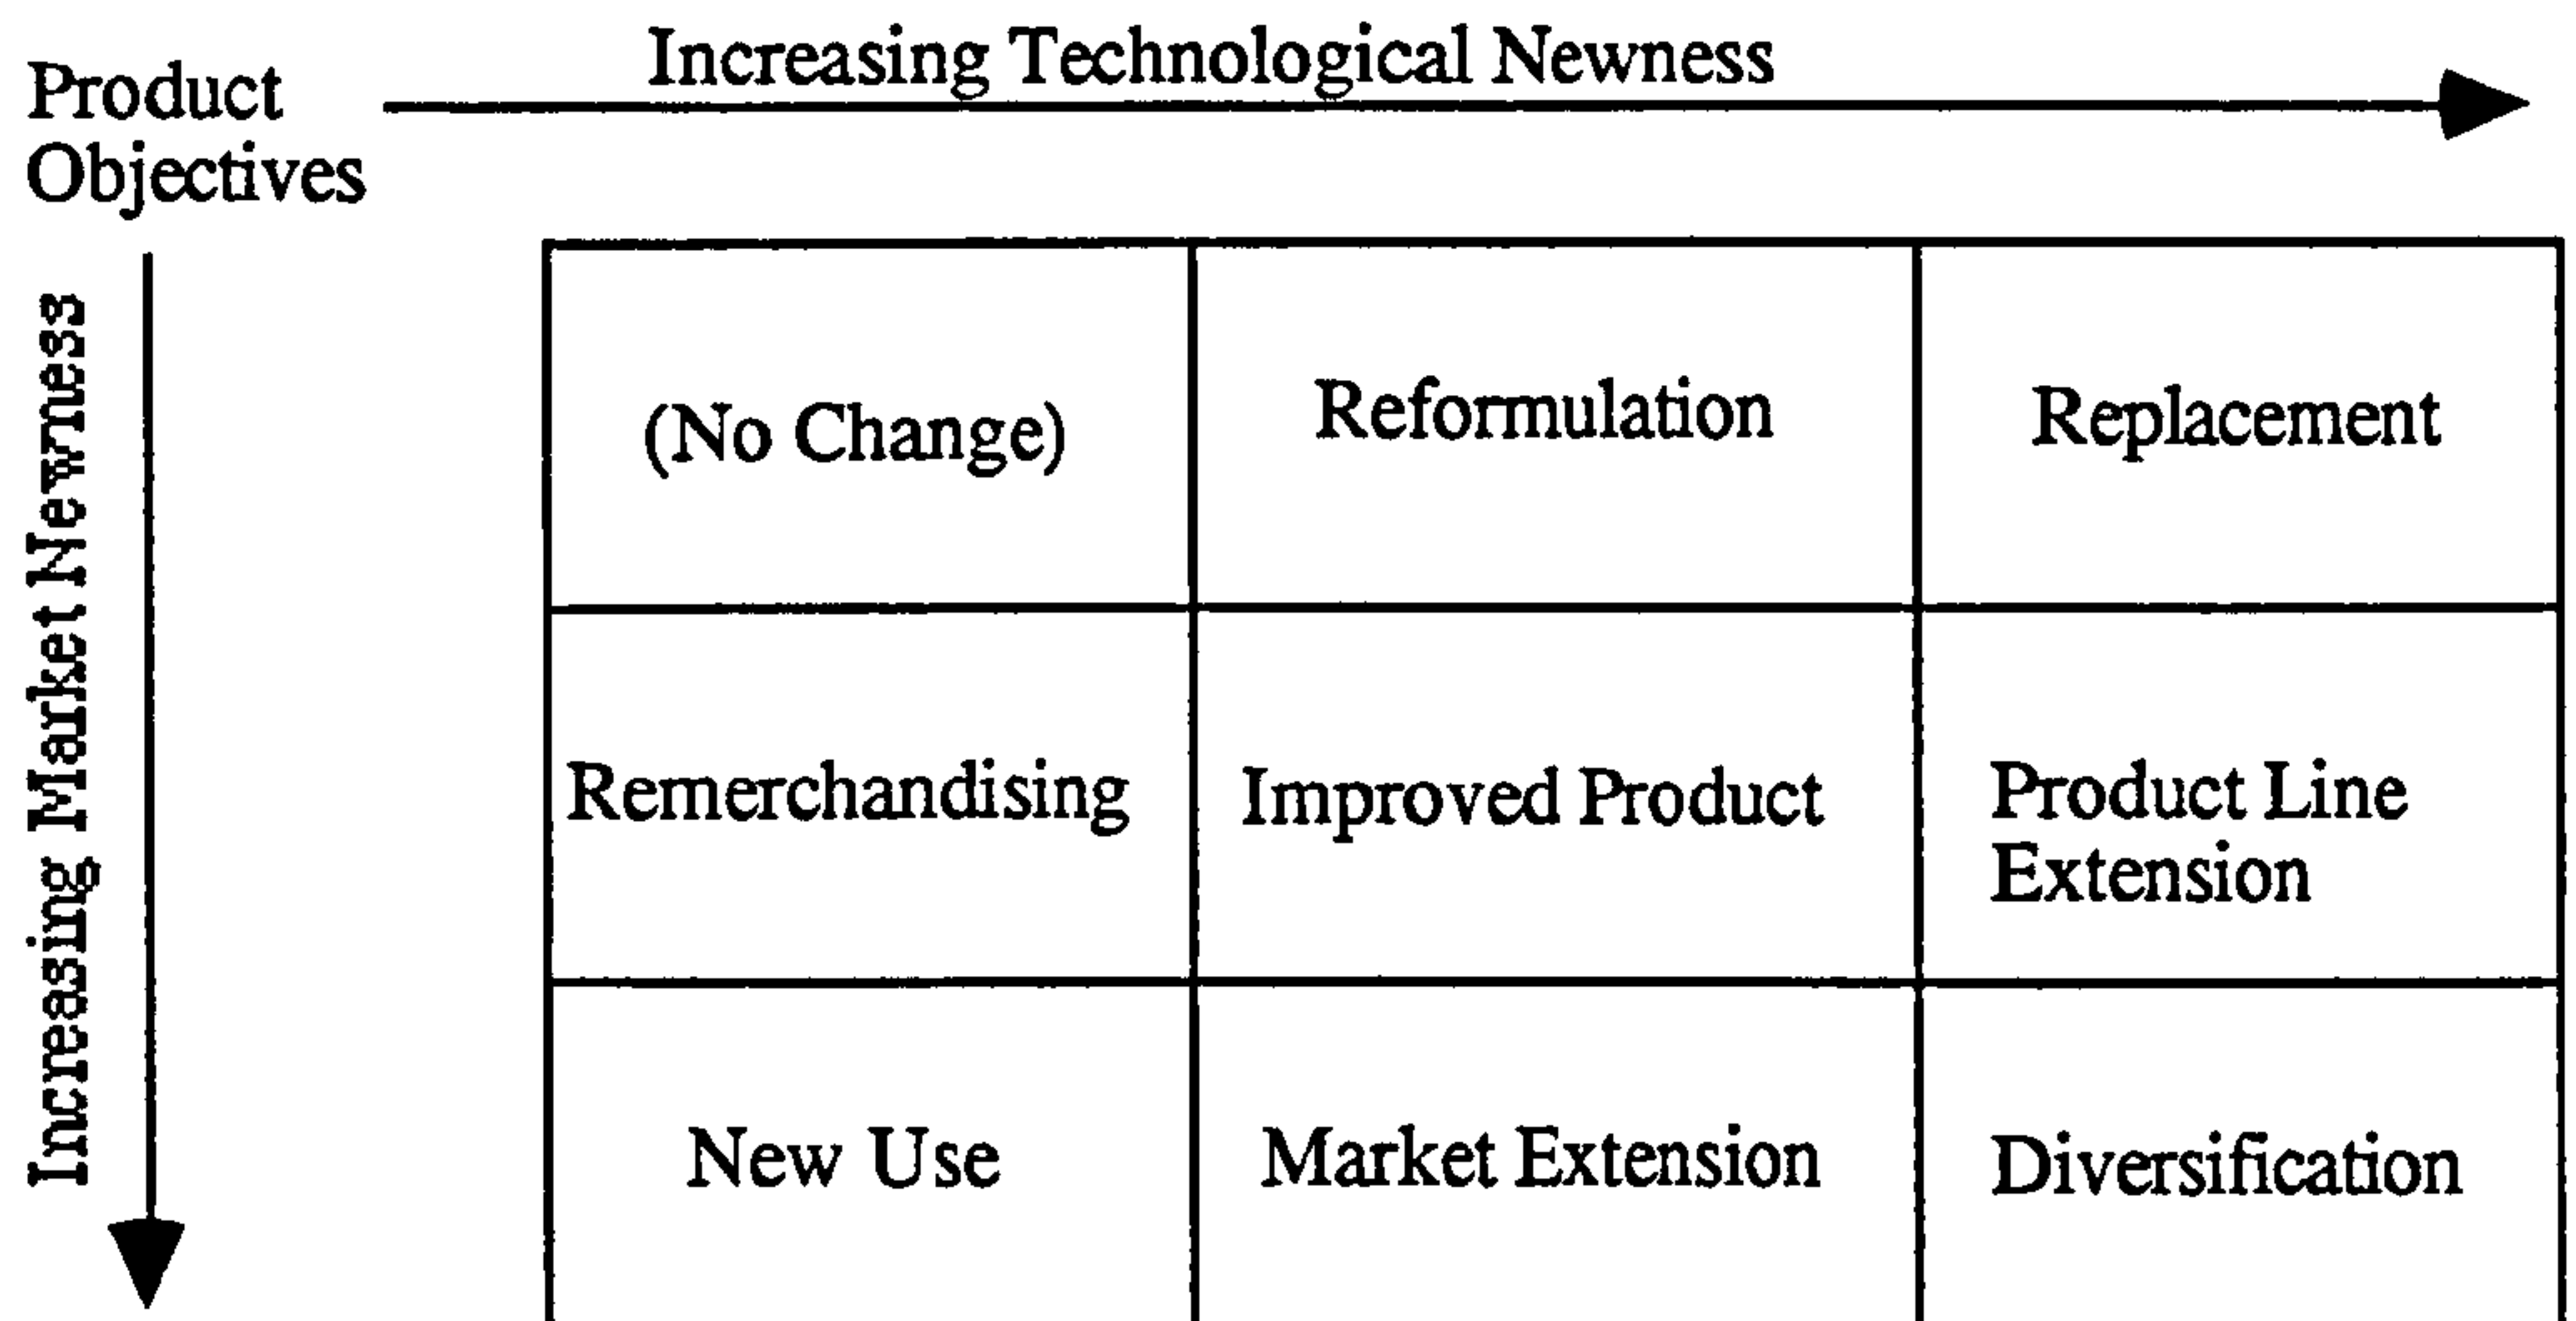 Increasing Technological Newness
Product
Objectives
Increasing Market Newness
(No Change)
Reformulation
Replacement
Remerchandising
Improved Product
Product Line
Extension
New Use
Market Extension
Diversification